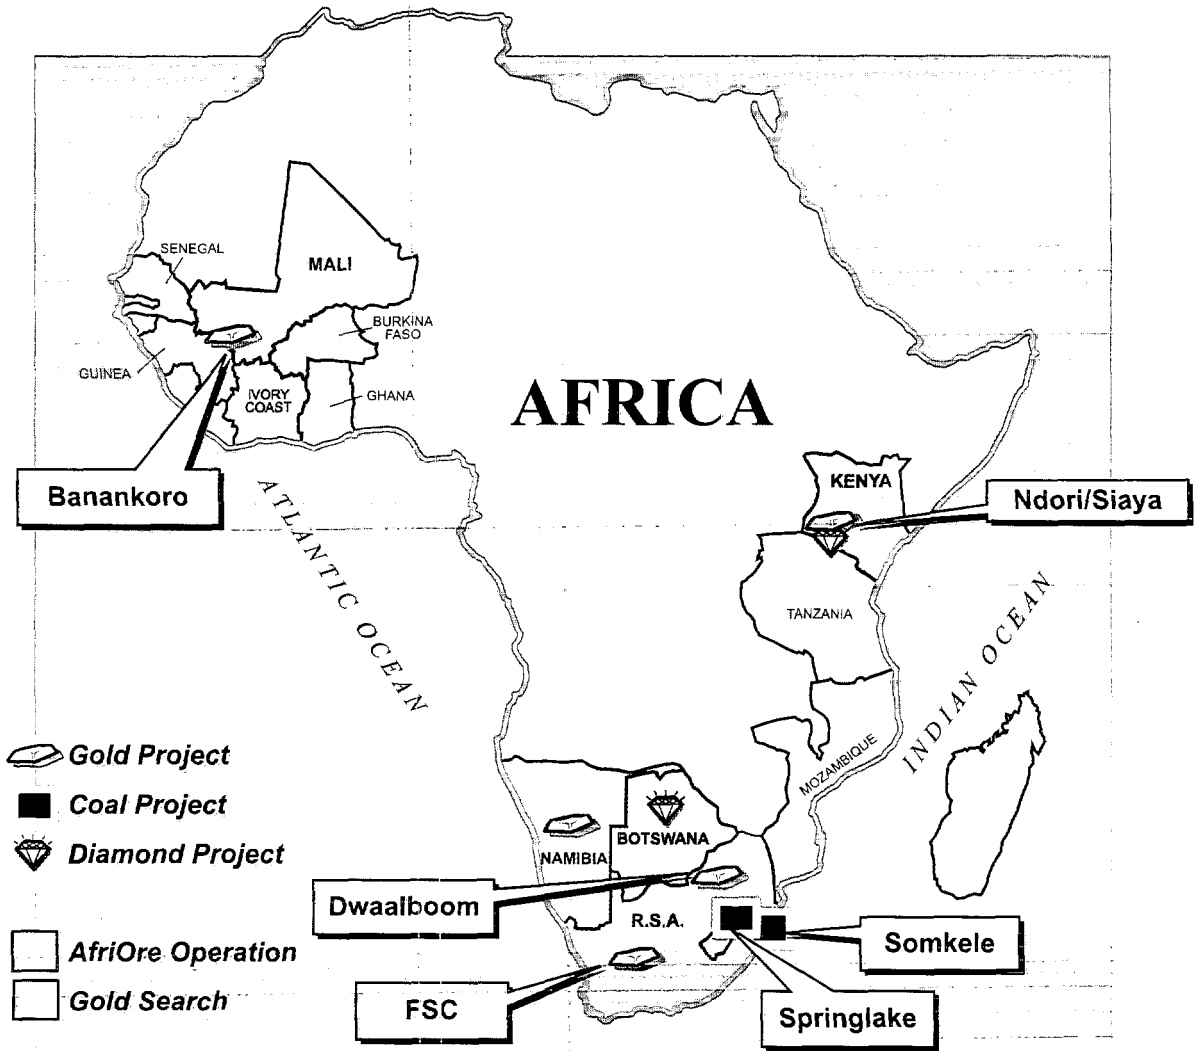 SENEGAL
MALI
BURKINA
FASO
GUINEA
IVORY
COAST
GHANA
AFRICA
Banankoro
KENYA
Ndori/Siaya
ATLANTIC OCEAN
TANZANIA
INDIAN OCEAN
Gold Project
Coal Project
Diamond Project
MOZAMBIQUE
BOTSWANA
NAMIBIA
Dwaalboom
R.S.A.
Somkele
AfriOre Operation
Gold Search
FSC
Springlake